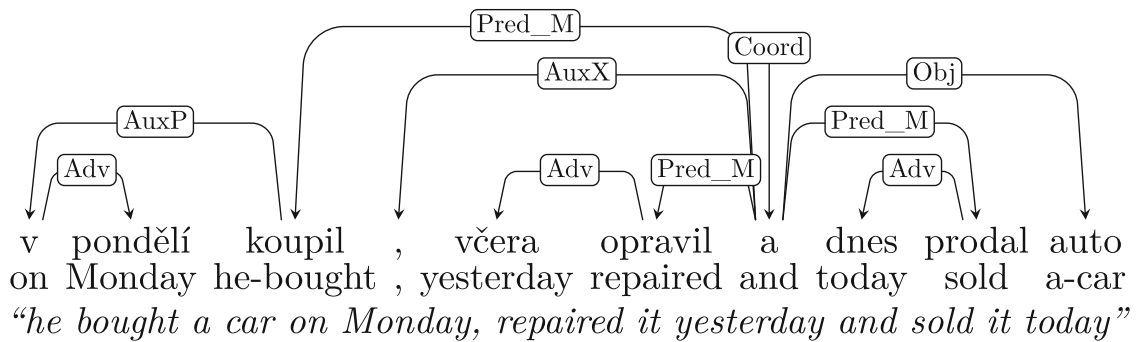 Pred_M
Coord
AuxX
Obj
AuxP
Pred_M
Adv
Adv
Pred_M
Adv
v pondělí koupil , včera opravil a dnes prodal auto
on Monday he-bought , yesterday repaired and today sold a-car
“he bought a car on Monday, repaired it yesterday and sold it today”